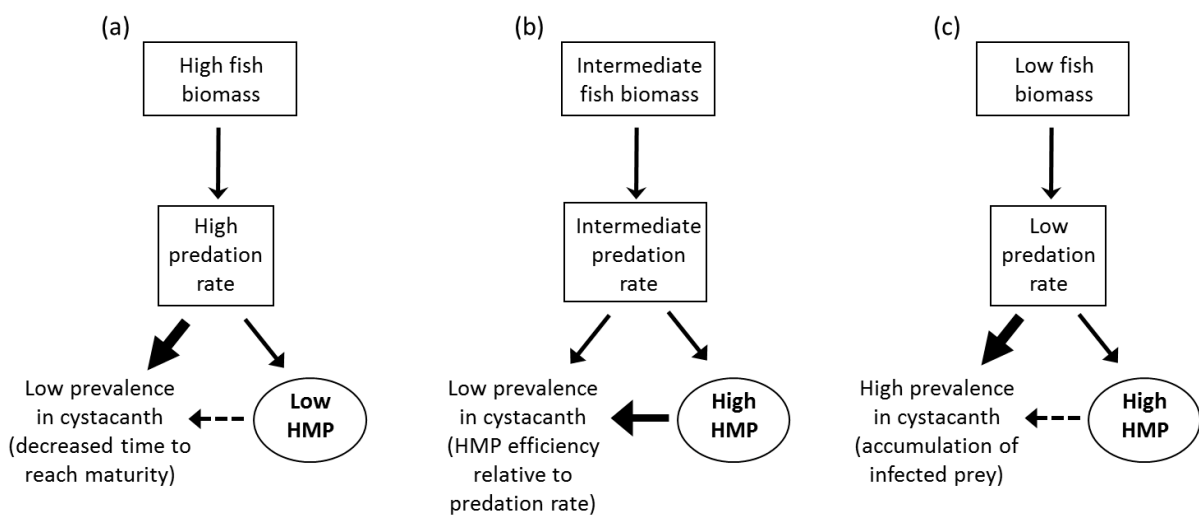 (a)
High fish
biomass
High
predation
rate
Low prevalence
in cystacanth
(decreased time to
reach maturity)
Low
HMP
(b)
Intermediate
fish biomass
Intermediate
predation
rate
Low prevalence
in cystacanth
(HMP efficiency
relative to
predation rate)
High
HMP
(c)
Low fish
biomass
Low
predation
rate
High prevalence
in cystacanth
(accumulation of
infected prey)
High
HMP